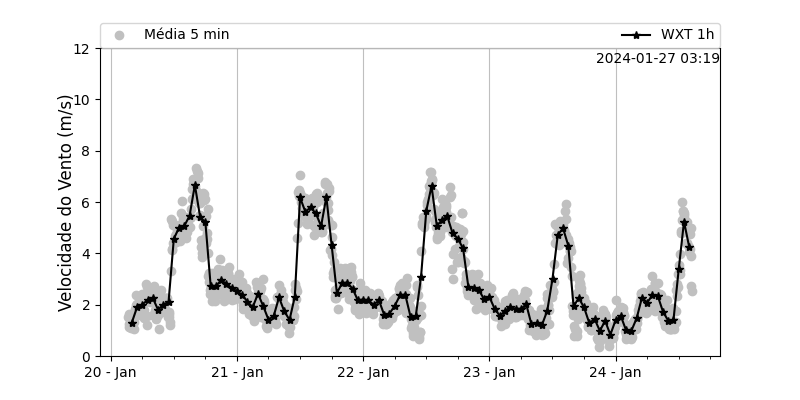 Média 5 min
WXT 1h
2024-01-27 03:19
Velocidade do Vento (m/s)
12
10
8
6
4
2
0
20 - Jan
21 - Jan
22 - Jan
23 - Jan
24 - Jan